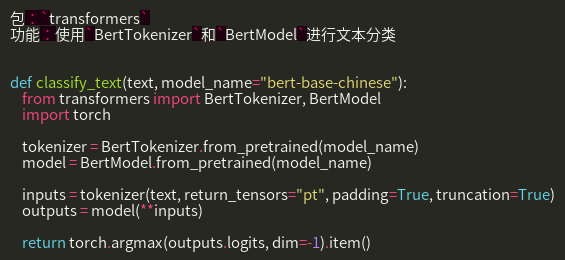 包：`transformers`
功能：使用`BertTokenizer`和`BertModel`进行文本分类
def classify_text(text, model_name="bert-base-chinese"):
    from transformers import BertTokenizer, BertModel
    import torch
    tokenizer = BertTokenizer.from_pretrained(model_name)
    model = BertModel.from_pretrained(model_name)
    inputs = tokenizer(text, return_tensors="pt", padding=True, truncation=True)
    outputs = model(**inputs)
    return torch.argmax(outputs.logits, dim=-1).item()